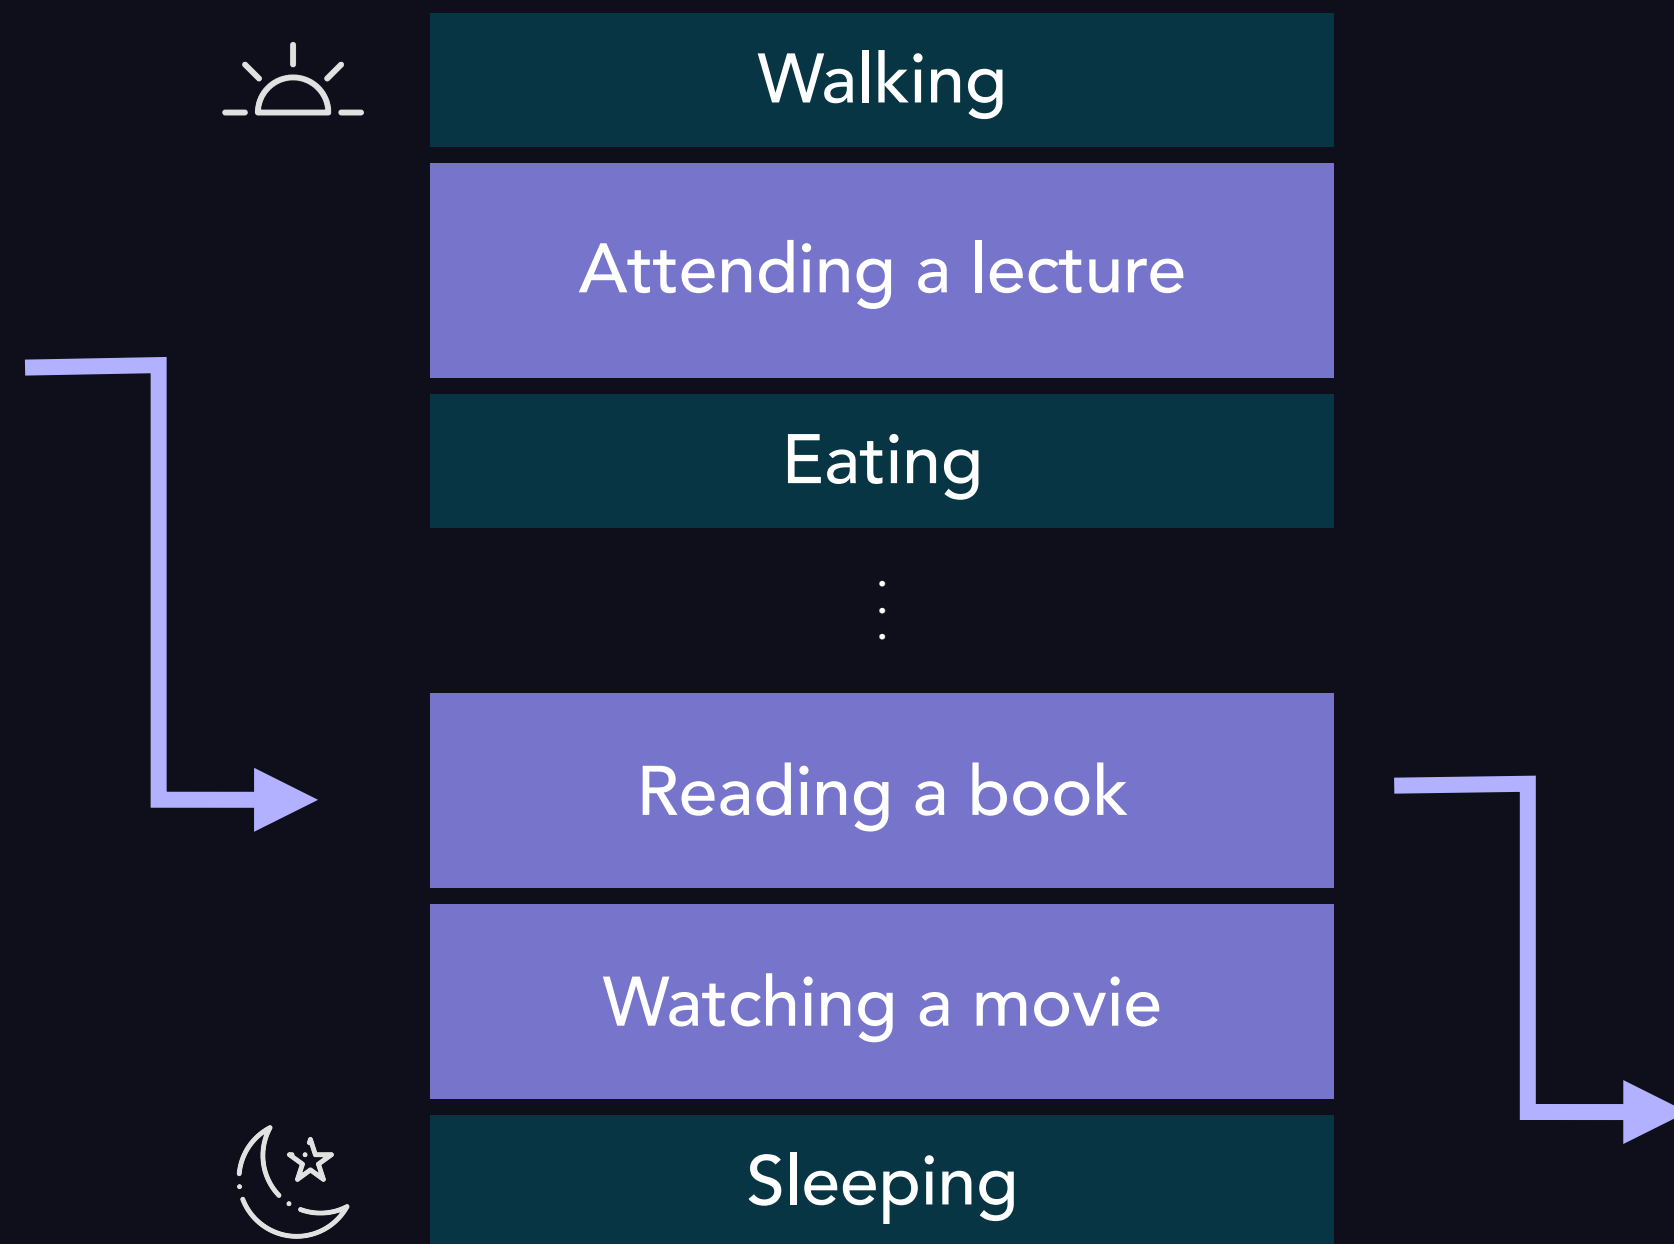 Walking
Attending a lecture
Eating
⋮
Reading a book
Watching a movie
Sleeping